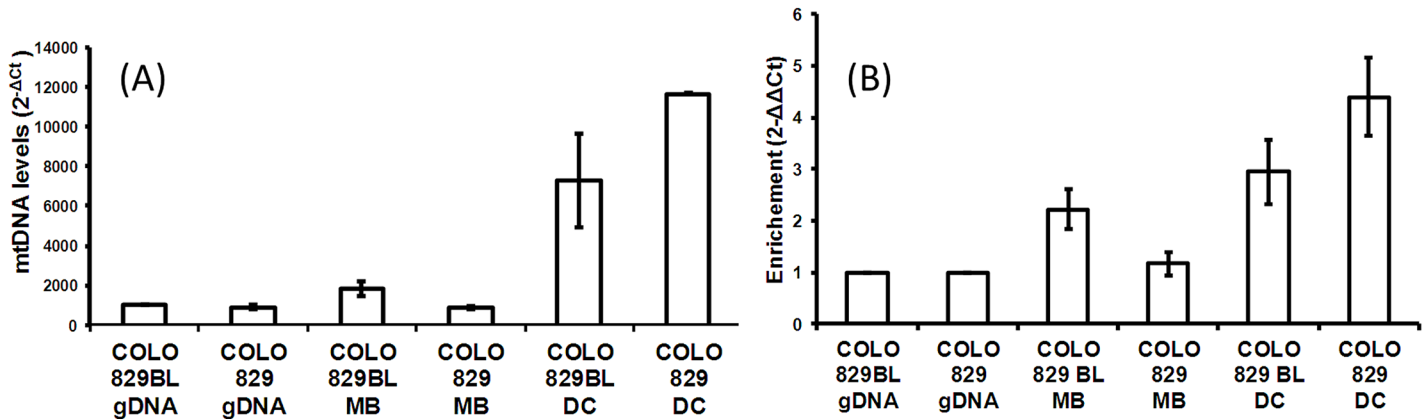 (A)
mtDNA levels (2-ΔCt)
14000
12000
10000
8000
6000
4000
2000
0
COLO 829BL gDNA
COLO 829 gDNA
COLO 829BL MB
COLO 829 MB
COLO 829BL DC
COLO 829 DC
(B)
Enrichement (2-ΔΔCt)
6
5
4
3
2
1
0
COLO 829BL gDNA
COLO 829 gDNA
COLO 829 BL MB
COLO 829 MB
COLO 829 BL DC
COLO 829 DC